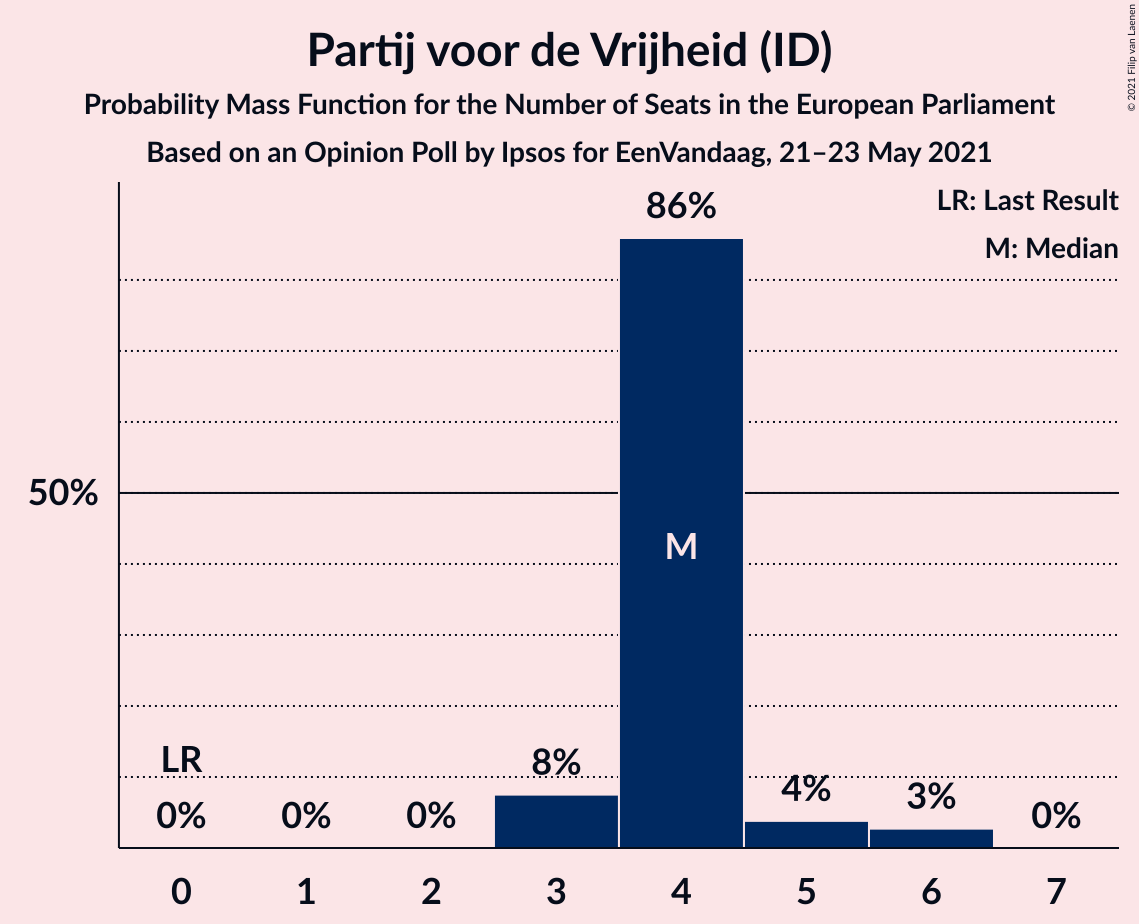 Partij voor de Vrijheid (ID)
Probability Mass Function for the Number of Seats in the European Parliament
Based on an Opinion Poll by Ipsos for EenVandaag, 21–23 May 2021
© 2021 Filip van Laenen
LR: Last Result
M: Median
86%
50%
M
LR
0%
0%
0%
8%
4%
3%
0%
0
1
2
3
4
5
6
7